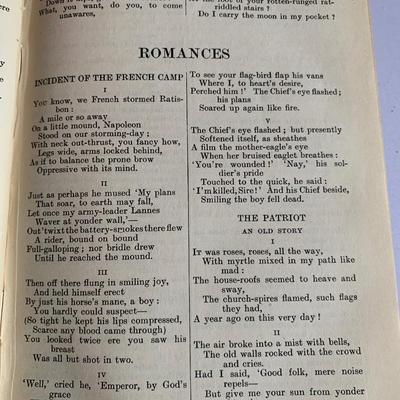 Down it
What, you want, do you, to come
unawares,
riddled stairs ?
Do I carry the moon in my pocket ?
ROMANCES
INCIDENT OF THE FRENCH CAMP
I
You know, we French stormed Ratis-
bon :
A mile or so away
On a little mound, Napoleon
Stood on our storming-day ;
With neck out-thrust, you fancy how,
Legs wide, arms locked behind,
As if to balance the prone brow
Oppressive with its mind.
II
Just as perhaps he mused ‘My plans
That soar, to earth may fall,
Let once my army-leader Lannes
Waver at yonder wall,’—
Out ’twixt the battery-smokes there flew
A rider, bound on bound
Full-galloping ; nor bridle drew
Until he reached the mound.
III
Then off there flung in smiling joy,
And held himself erect
By just his horse’s mane, a boy :
You hardly could suspect—
(So tight he kept his lips compressed,
Scarce any blood came through)
You looked twice ere you saw his
breast
Was all but shot in two.
IV
‘Well,’ cried he, ‘Emperor, by God’s
grace
To see your flag-bird flap his vans
Where I, to heart’s desire,
Perched him !’ The Chief’s eye flashed ;
his plans
Soared up again like fire.
V
The Chief’s eye flashed ; but presently
Softened itself, as sheathes
A film the mother-eagle’s eye
When her bruised eaglet breathes :
‘You’re wounded !’ ‘Nay,’ his sol-
dier’s pride
Touched to the quick, he said :
‘I’m killed, Sire !’ And his Chief beside,
Smiling the boy fell dead.
THE PATRIOT
AN OLD STORY
I
IT was roses, roses, all the way,
With myrtle mixed in my path like
mad :
The house-roofs seemed to heave and
sway,
The church-spires flamed, such flags
they had,
A year ago on this very day !
II
The air broke into a mist with bells,
The old walls rocked with the crowd
and cries.
Had I said, ‘Good folk, mere noise
repels—
But give me your sun from yonder